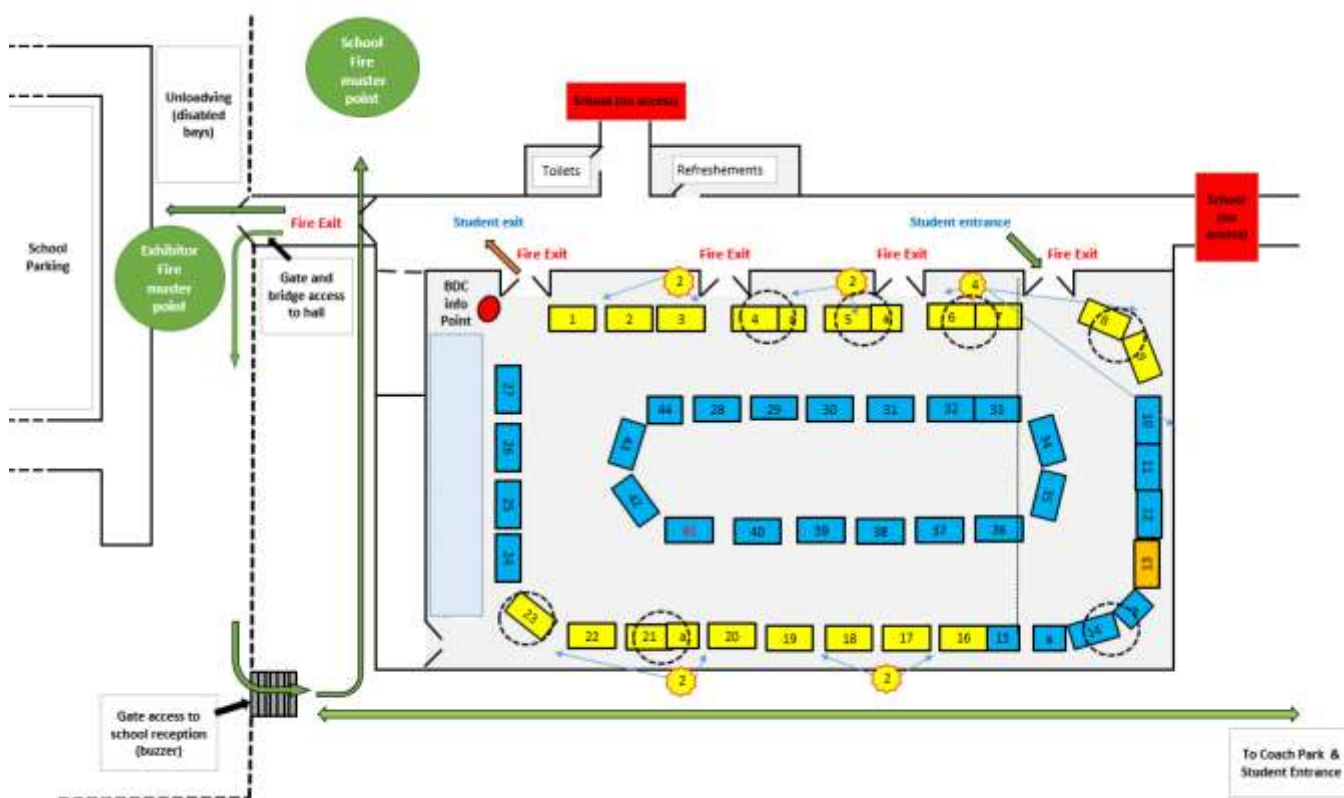 School
Fire
muster
point
Unloadving
(disabled
bays)
School (no access)
Toilets
Refreshements
School
(no
access)
Fire Exit
Student exit
Student entrance
School
Parking
Exhibitor
Fire
muster
point
Gate and
bridge access
to hall
Fire Exit
Fire Exit
Fire Exit
Fire Exit
BDC
info
Point
2
2
4
1
2
3
4
5
6
7
8
9
27
26
25
24
44
28
29
30
31
32
33
34
35
43
42
41
40
39
38
37
36
10
11
12
13
23
22
21
a
20
19
18
17
16
15
a
14
2
2
Gate access to
school reception
(buzzer)
To Coach Park &
Student Entrance